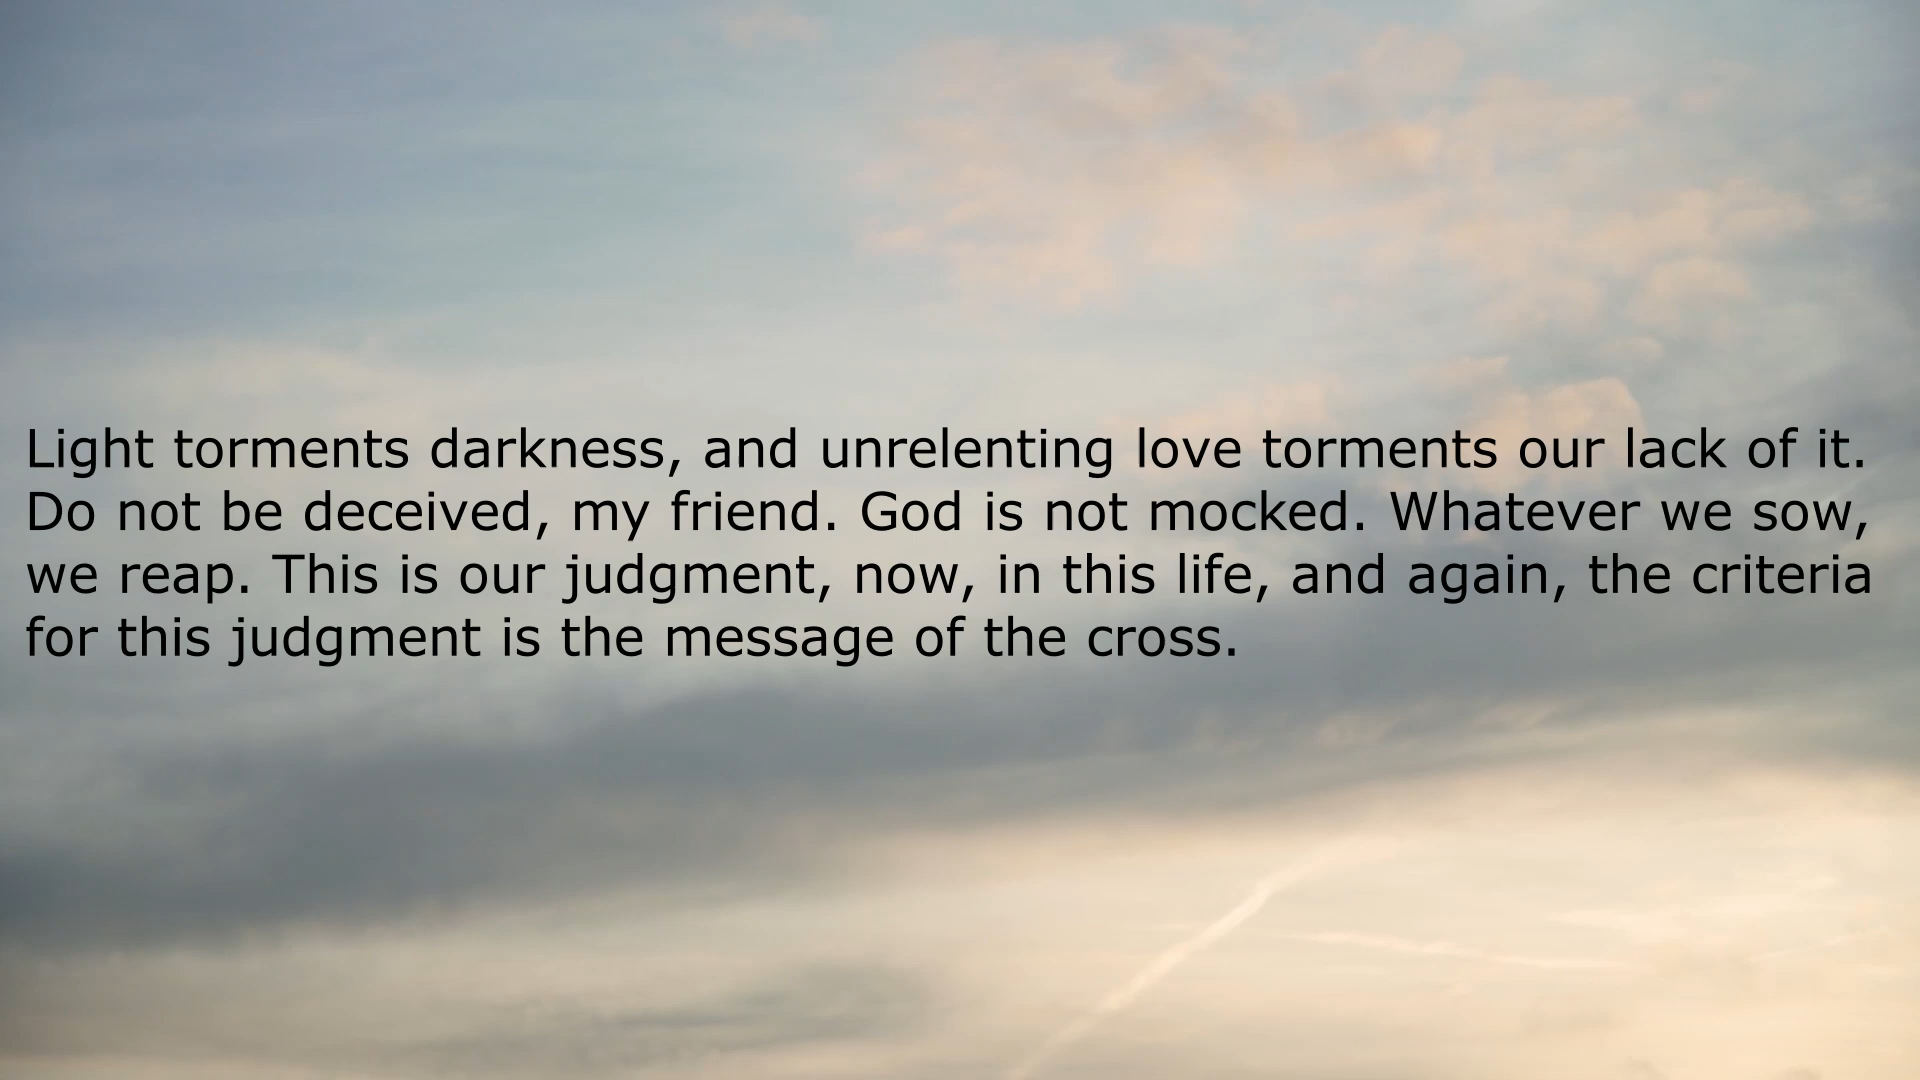 Light torments darkness, and unrelenting love torments our lack of it.
Do not be deceived, my friend. God is not mocked. Whatever we sow,
we reap. This is our judgment, now, in this life, and again, the criteria
for this judgment is the message of the cross.